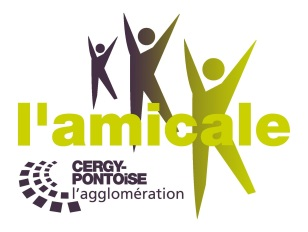 l'amicale
CERGY-
PONTOiSE
l'agglomération